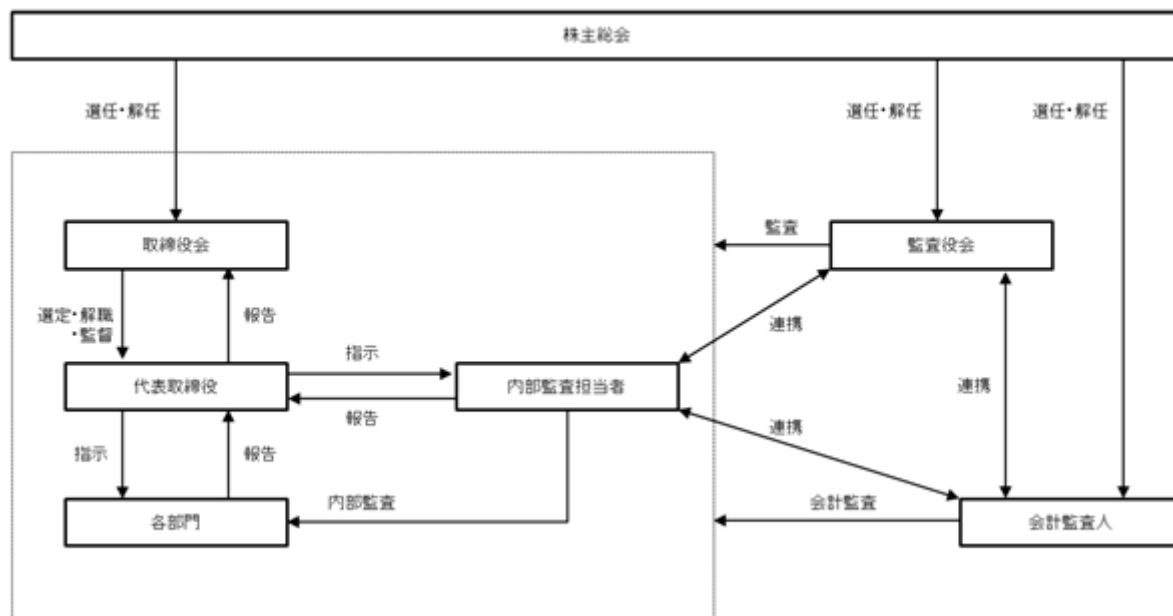 株主総会
選任・解任
選任・解任
選任・解任
取締役会
監査
監査役会
選定・解職
・監督
報告
連携
指示
代表取締役
内部監査担当者
報告
連携
連携
指示
報告
内部監査
会計監査
各部門
会計監査人